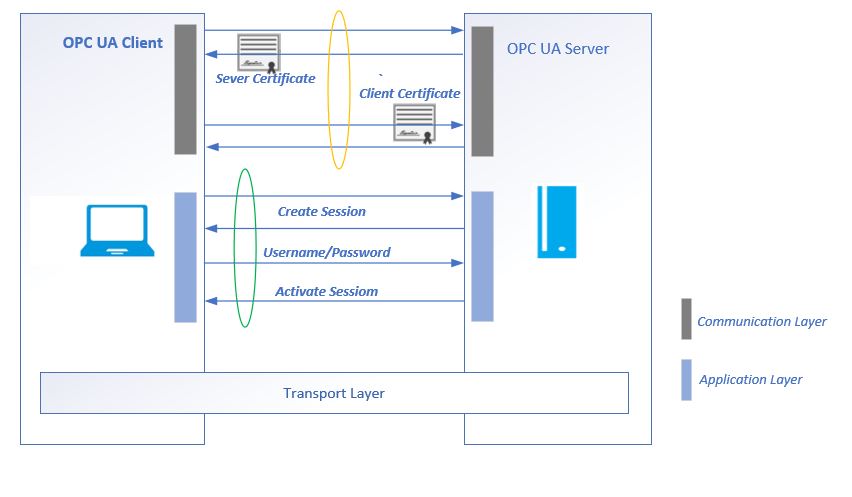 OPC UA Client
OPC UA Server
Sever Certificate
`
Client Certificate
Create Session
Username/Password
Activate Sessiom
Communication Layer
Application Layer
Transport Layer